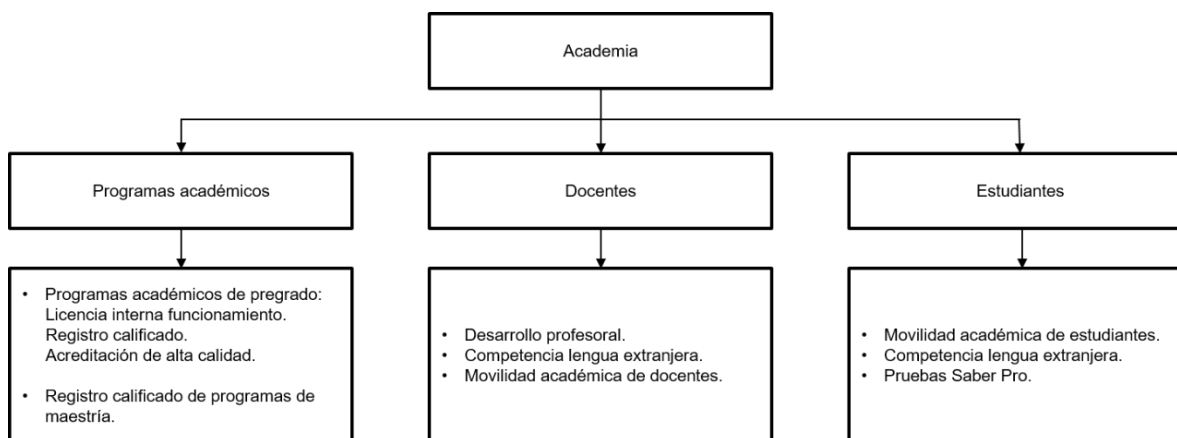 Academia
Programas académicos
Docentes
Estudiantes
• Programas académicos de pregrado:
Licencia interna funcionamiento.
Registro calificado.
Acreditación de alta calidad.
• Registro calificado de programas de
maestría.
• Desarrollo profesoral.
• Competencia lengua extranjera.
• Movilidad académica de docentes.
• Movilidad académica de estudiantes.
• Competencia lengua extranjera.
• Pruebas Saber Pro.